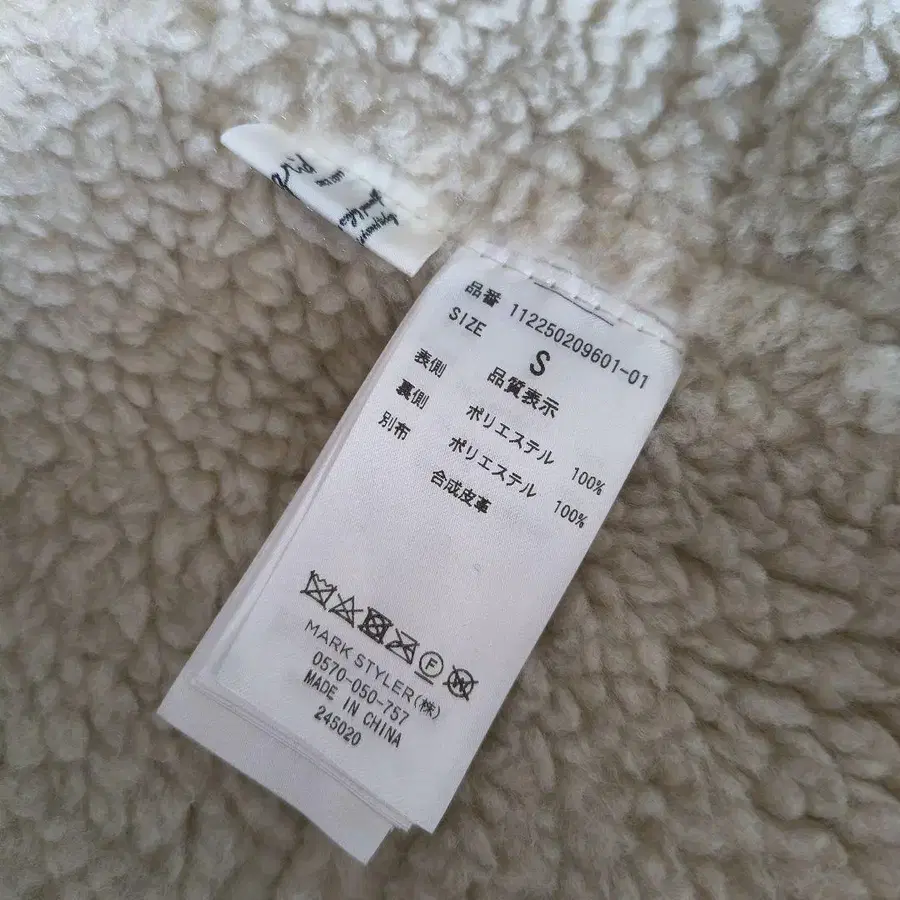 品番 112250209601-01
SIZE S
品質表示
表側 ポリエステル 100%
裏側 ポリエステル 100%
別布 合成皮革
F
W
MARK STYLER(株)
0570-050-757
MADE IN CHINA
245020